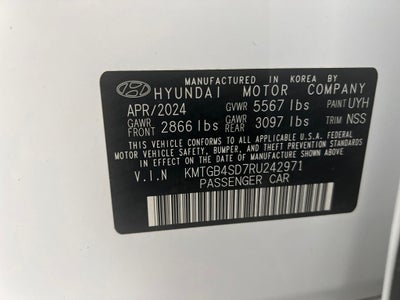 MANUFACTURED IN KOREA BY
HYUNDAI MOTOR COMPANY
APR/2024 GVWR 5567 lbs PAINT UYH
GAWR FRONT 2866 lbs GAWR REAR 3097 lbs TRIM NSS
THIS VEHICLE CONFORMS TO ALL APPLICABLE U.S.A. FEDERAL
MOTOR VEHICLE SAFETY, BUMPER, AND THEFT PREVENTION STANDARDS
IN EFFECT ON THE DATE OF MANUFACTURE SHOWN ABOVE.
V.I.N KMTGB4SD7RU242971
PASSENGER CAR